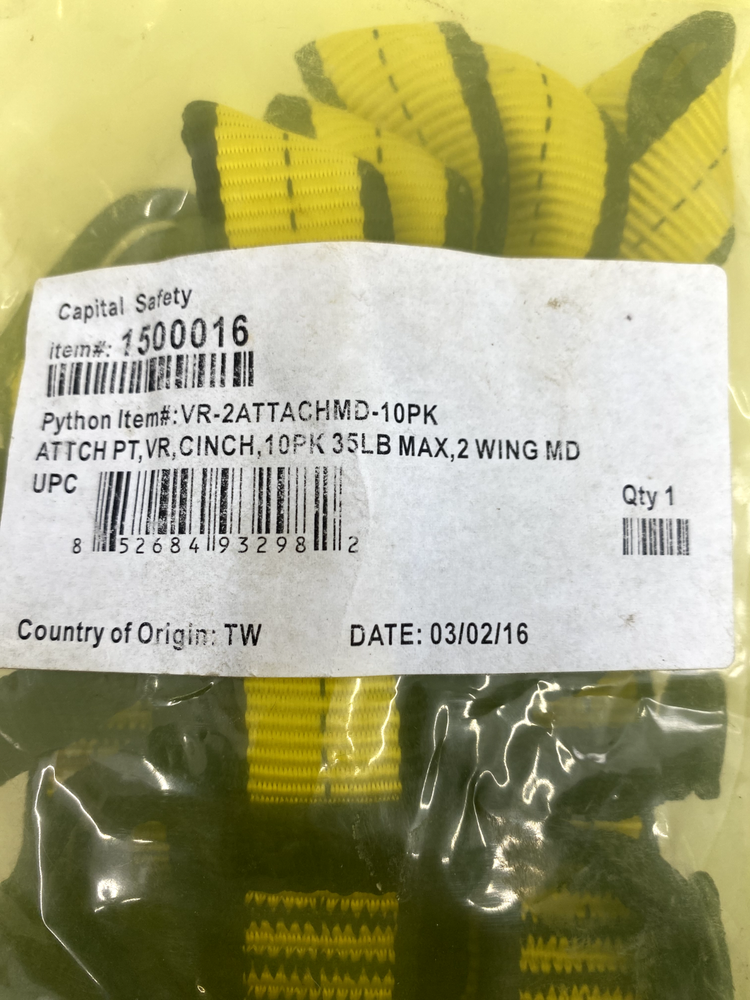 Capital Safety
item#: 1500016
Python Item#:VR-2ATTACHMD-10PK
ATTCH PT,VR,CINCH,10PK 35LB MAX,2 WING MD
UPC
8 52684 93298 2
Qty 1
Country of Origin: TW DATE: 03/02/16